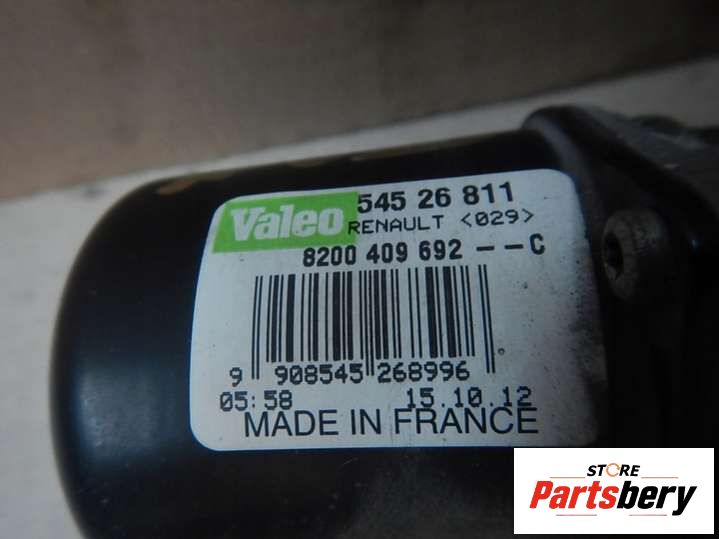 Valeo 545 26 811
RENAULT <029>
8200 409 692 --C
9 908545 268996
05:58 15.10.12
MADE IN FRANCE
STORE
Partsbery